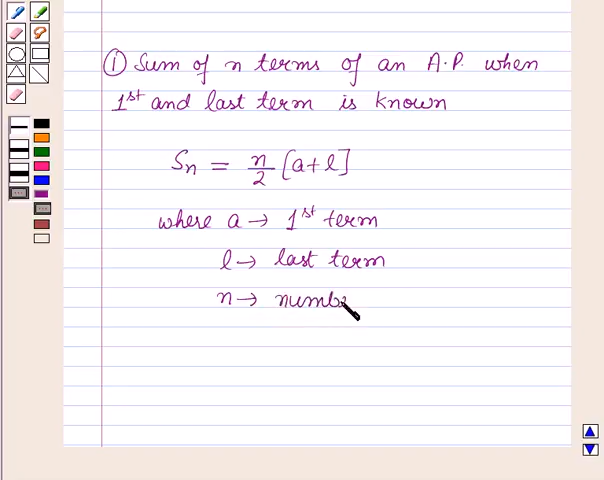 ① Sum of n terms of an A.P. when
1st and last term is known
Sn = n/2 [a+l]
where a → 1st term
l → last term
n → numbe